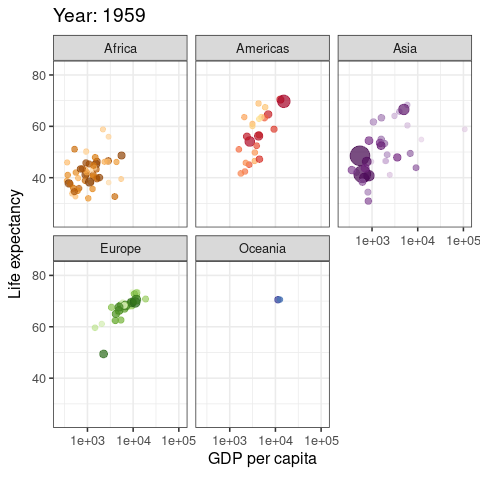 Year: 1959
Africa Americas Asia
80
60
40
1e+03 1e+04 1e+05
Life expectancy
Europe Oceania
80
60
40
1e+03 1e+04 1e+05 1e+03 1e+04 1e+05
GDP per capita